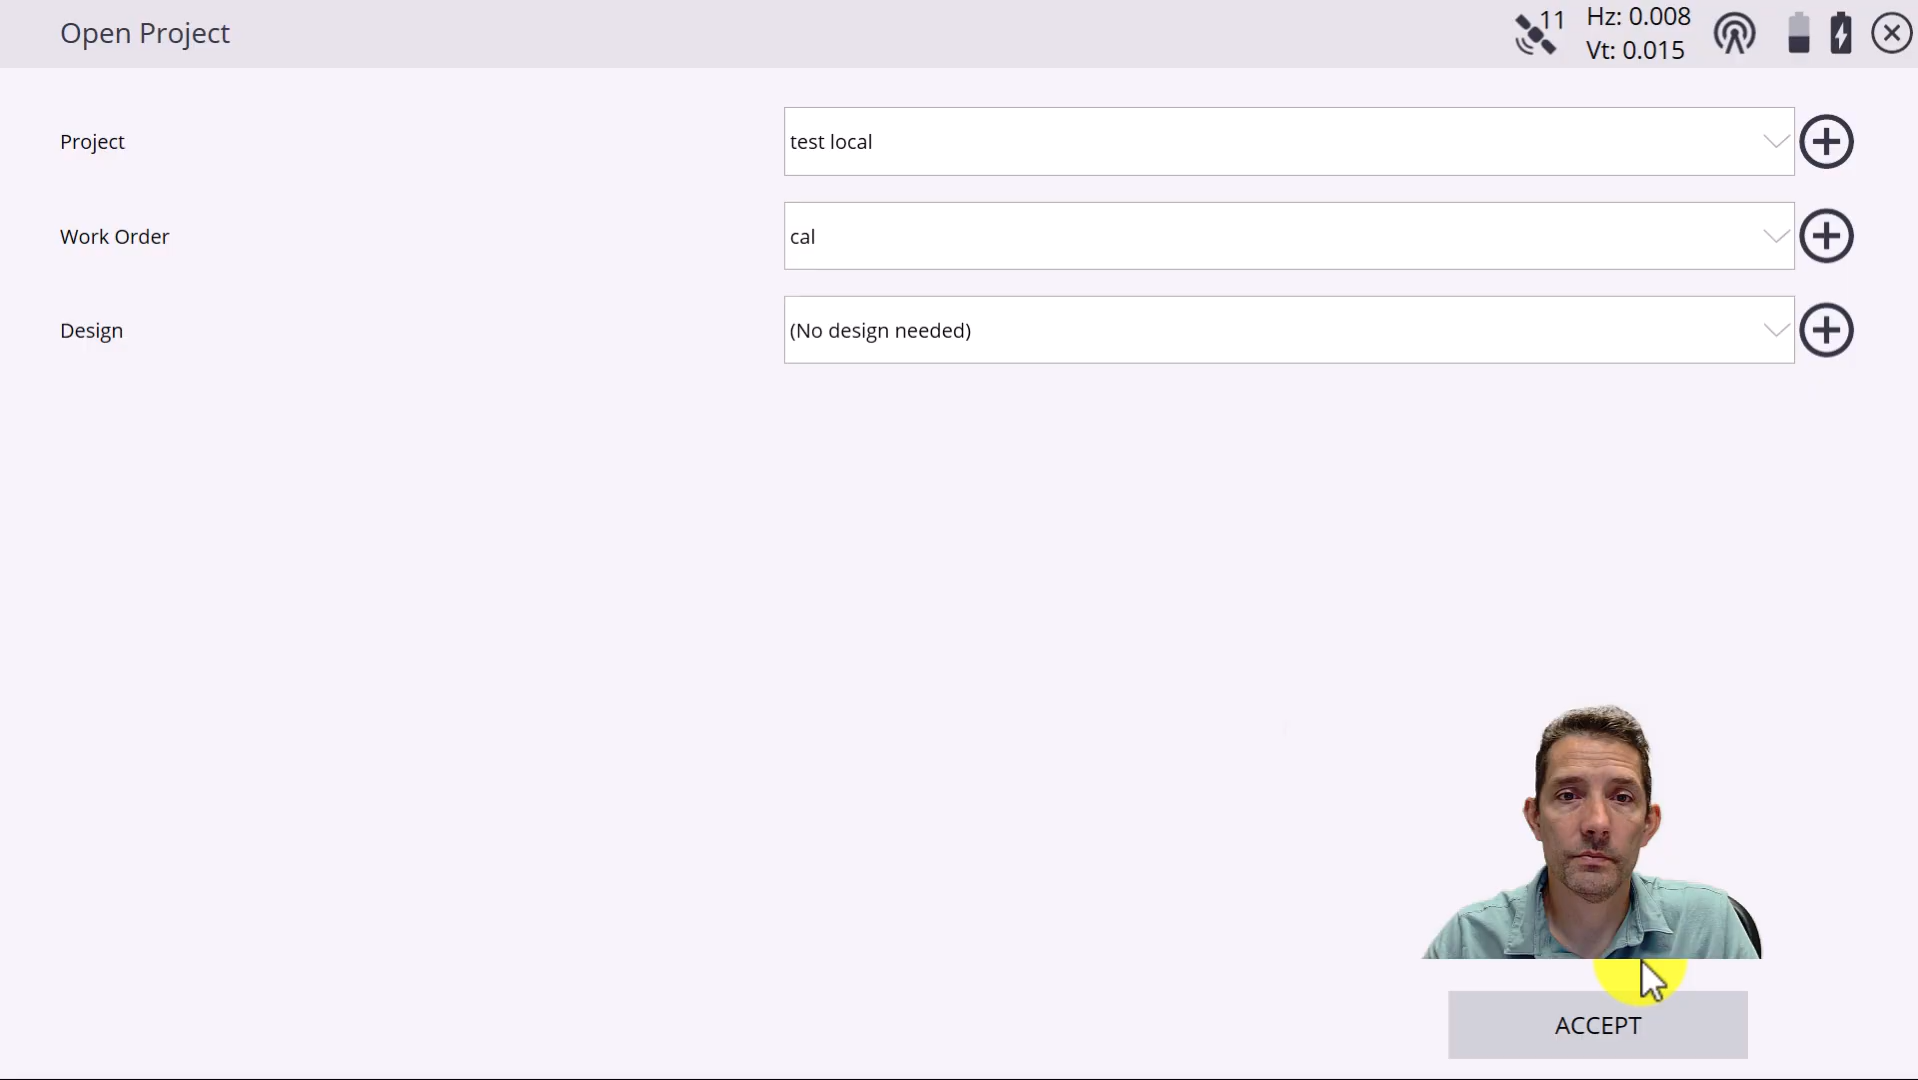 Open Project
11
Hz: 0.008
Vt: 0.015
Project
test local
Work Order
cal
Design
(No design needed)
ACCEPT